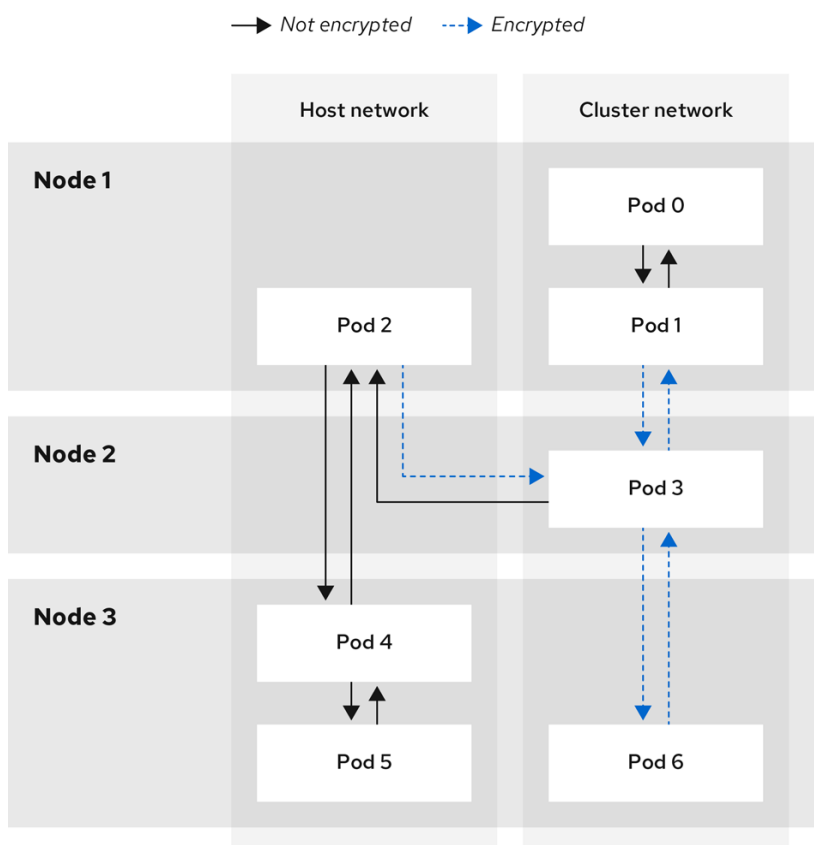 Not encrypted
Encrypted
Host network
Cluster network
Node 1
Pod 0
Pod 2
Pod 1
Node 2
Pod 3
Node 3
Pod 4
Pod 5
Pod 6